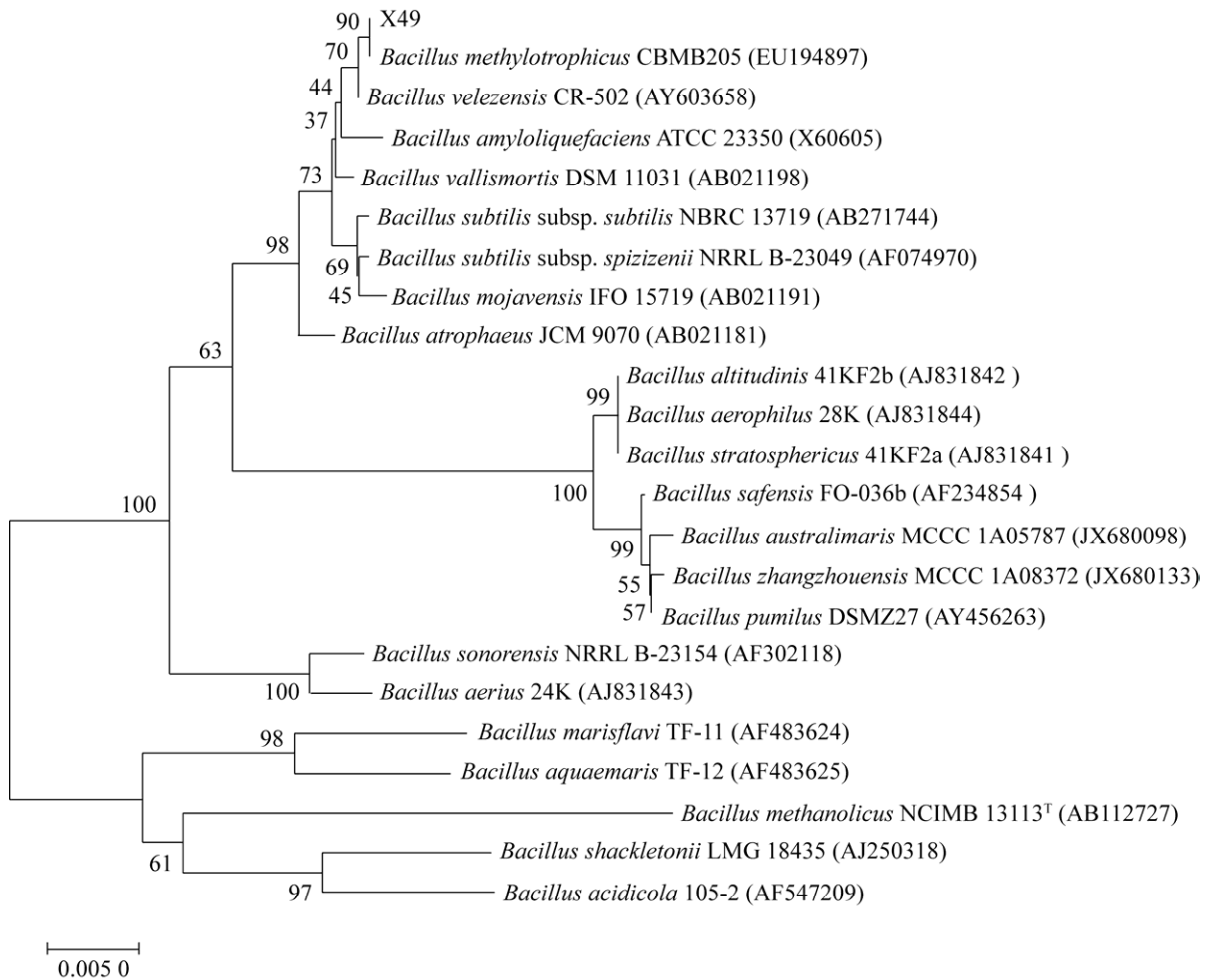 90 X49
70 Bacillus methylotrophicus CBMB205 (EU194897)
44 Bacillus velezensis CR-502 (AY603658)
37 Bacillus amyloliquefaciens ATCC 23350 (X60605)
73 Bacillus vallismortis DSM 11031 (AB021198)
Bacillus subtilis subsp. subtilis NBRC 13719 (AB271744)
98 Bacillus subtilis subsp. spizizenii NRRL B-23049 (AF074970)
69
45 Bacillus mojavensis IFO 15719 (AB021191)
Bacillus atrophaeus JCM 9070 (AB021181)
63
Bacillus altitudinis 41KF2b (AJ831842 )
99 Bacillus aerophilus 28K (AJ831844)
Bacillus stratosphericus 41KF2a (AJ831841 )
100 Bacillus safensis FO-036b (AF234854 )
100
Bacillus australimaris MCCC 1A05787 (JX680098)
99
Bacillus zhangzhouensis MCCC 1A08372 (JX680133)
55
57 Bacillus pumilus DSMZ27 (AY456263)
Bacillus sonorensis NRRL B-23154 (AF302118)
100 Bacillus aerius 24K (AJ831843)
98 Bacillus marisflavi TF-11 (AF483624)
Bacillus aquaemaris TF-12 (AF483625)
Bacillus methanolicus NCIMB 13113ᵀ (AB112727)
61 Bacillus shackletonii LMG 18435 (AJ250318)
97 Bacillus acidicola 105-2 (AF547209)
0.005 0